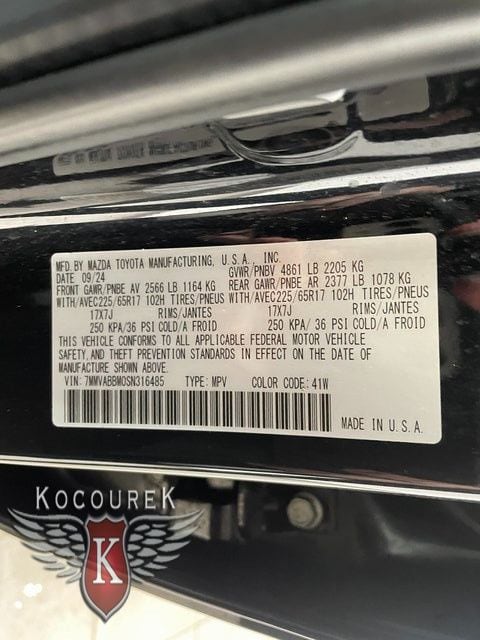 MFD.BY MAZDA TOYOTA MANUFACTURING, U.S.A., INC.
DATE 09/24 GVWR/PNBV 4861 LB 2205 KG
FRONT GAWR/PNBE AV 2566 LB 1164 KG REAR GAWR/PNBE AR 2377 LB 1078 KG
WITH/AVEC225/65R17 102H TIRES/PNEUS WITH/AVEC225/65R17 102H TIRES/PNEUS
17X7J RIMS/JANTES 17X7J RIMS/JANTES
250 KPA/36 PSI COLD/A FROID 250 KPA/36 PSI COLD/A FROID
THIS VEHICLE CONFORMS TO ALL APPLICABLE FEDERAL MOTOR VEHICLE
SAFETY,AND THEFT PREVENTION STANDARDS IN EFFECT ON THE DATE OF
MANUFACTURE SHOWN ABOVE.
VIN:7MMVABBM0SN316485 TYPE:MPV COLOR CODE:41W
MADE IN U.S.A.
KOCOUREK
K